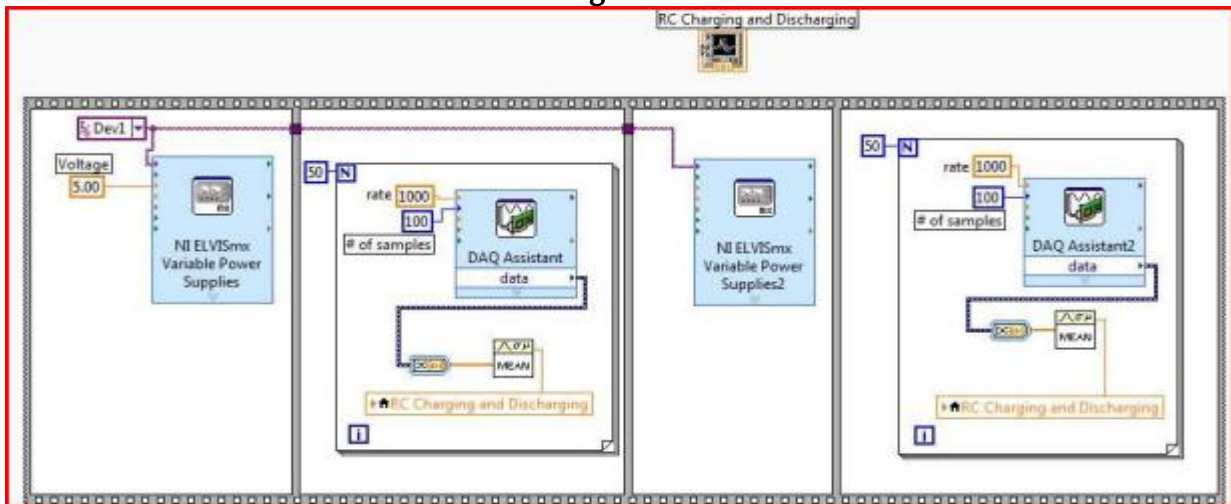 RC Charging and Discharging
Dev1
Voltage
5.00
NI ELVISmx
Variable Power
Supplies
50 N
rate 1000
100
# of samples
DAQ Assistant
data
MEAN
RC Charging and Discharging
i
NI ELVISmx
Variable Power
Supplies2
50 N
rate 1000
100
# of samples
DAQ Assistant2
data
MEAN
RC Charging and Discharging
i